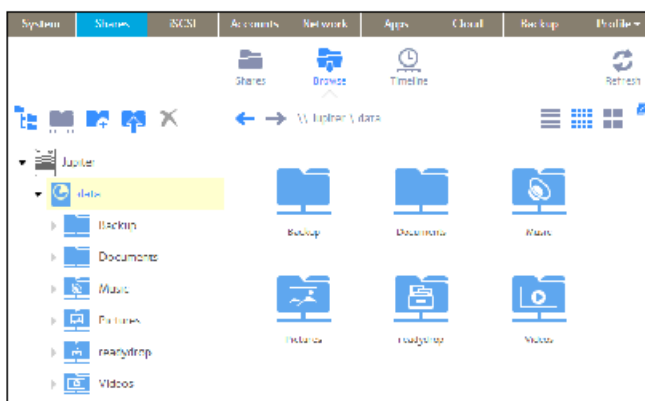 System Shares iSCSI Accounts Network Apps Cloud Backup Profile
Shares Browse Timeline Refresh
\\ Jupiter \ data
Jupiter
data
Backup
Documents
Music
Pictures
readydrop
Videos
Backup Documents Music
Pictures readydrop Videos